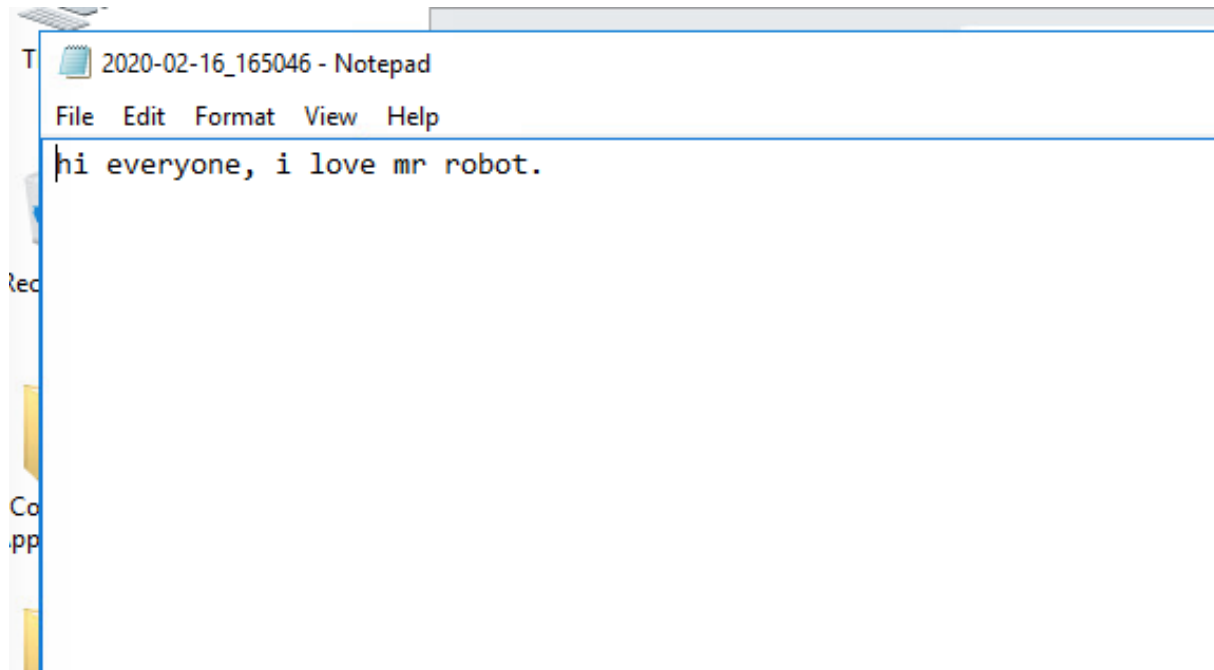 2020-02-16_165046 - Notepad
File Edit Format View Help
hi everyone, i love mr robot.